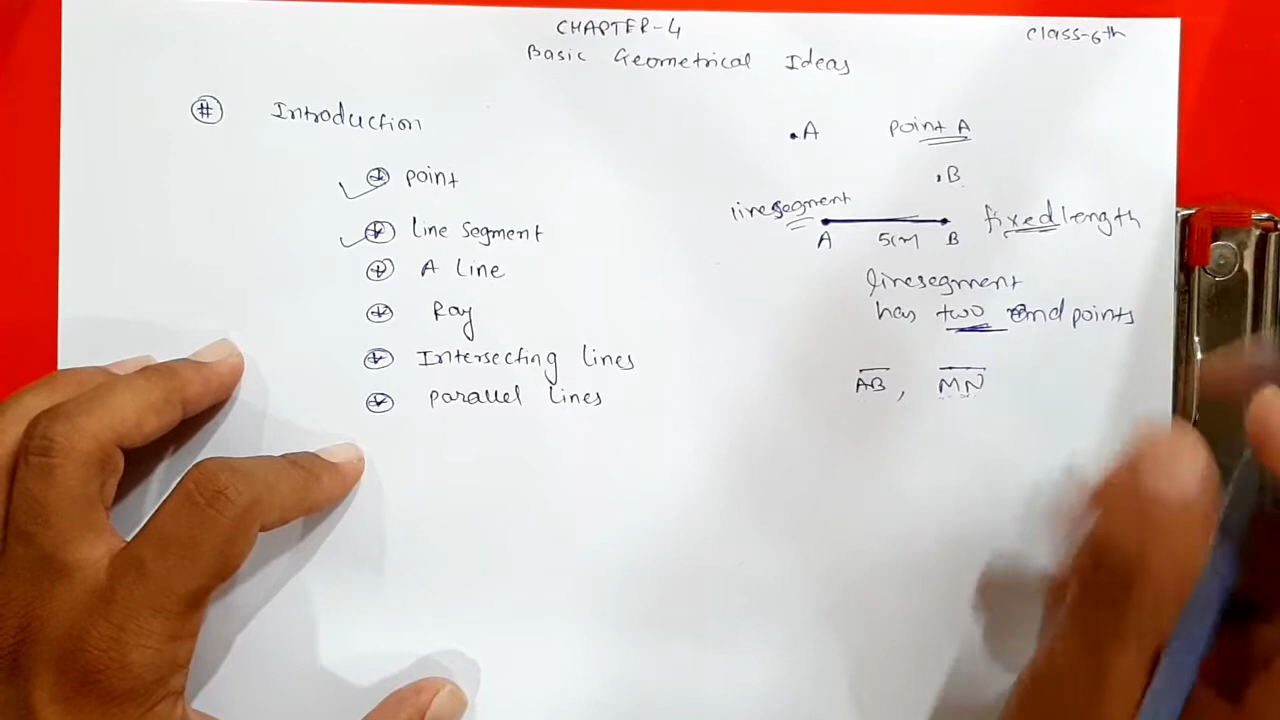 CHAPTER-4
Class-6th
Basic Geometrical Ideas
# Introduction
point
Line Segment
A Line
Ray
Intersecting lines
parallel lines
.A point A
.B
linesegment
A 5cm B fixed length
linesegment
has two end points
AB, MN